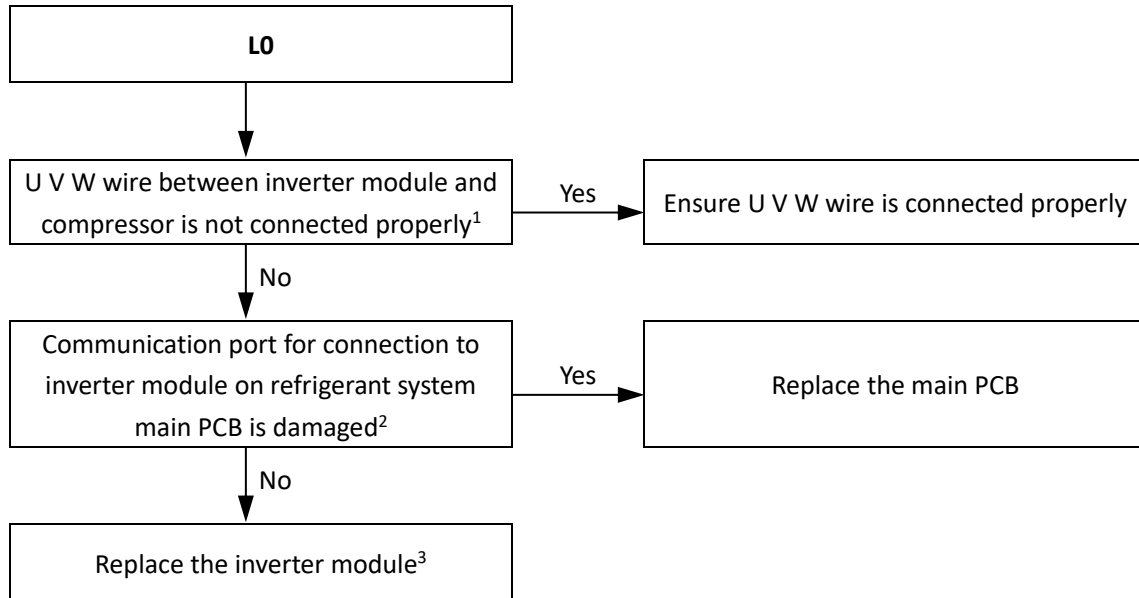 L0
U V W wire between inverter module and
compressor is not connected properly¹
Yes
Ensure U V W wire is connected properly
No
Communication port for connection to
inverter module on refrigerant system
main PCB is damaged²
Yes
Replace the main PCB
No
Replace the inverter module³